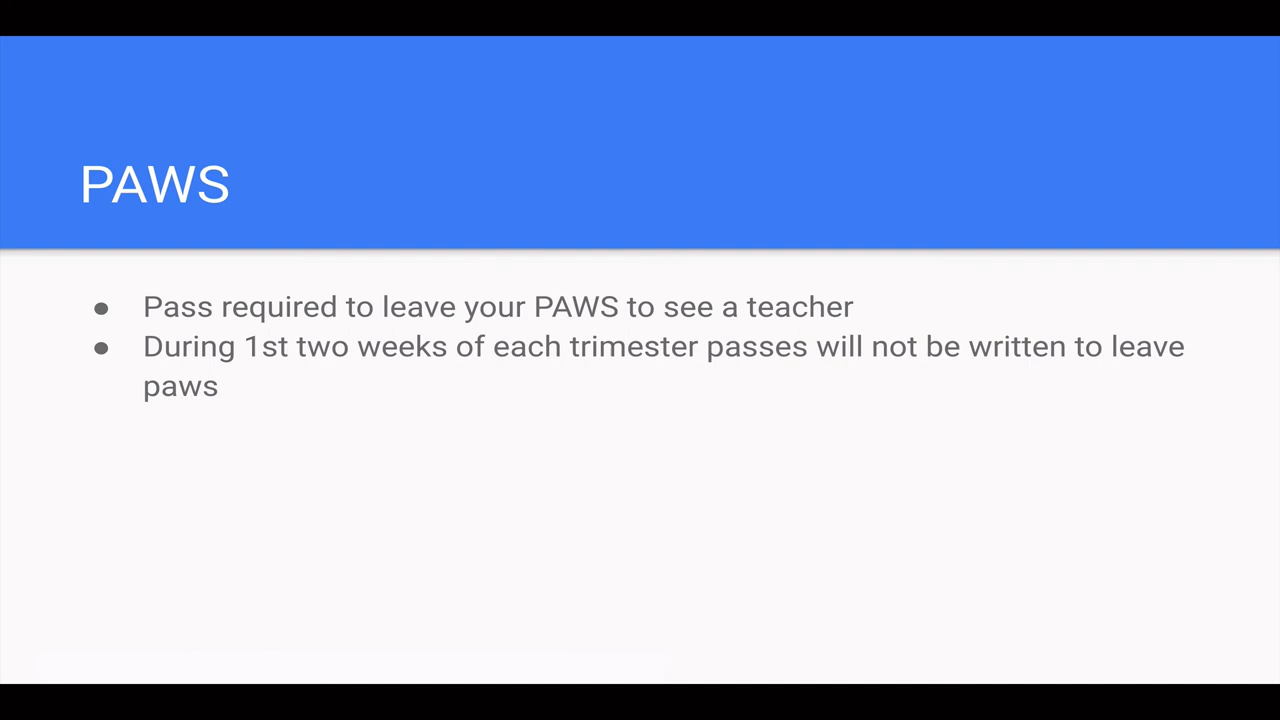 PAWS
● Pass required to leave your PAWS to see a teacher
● During 1st two weeks of each trimester passes will not be written to leave
paws